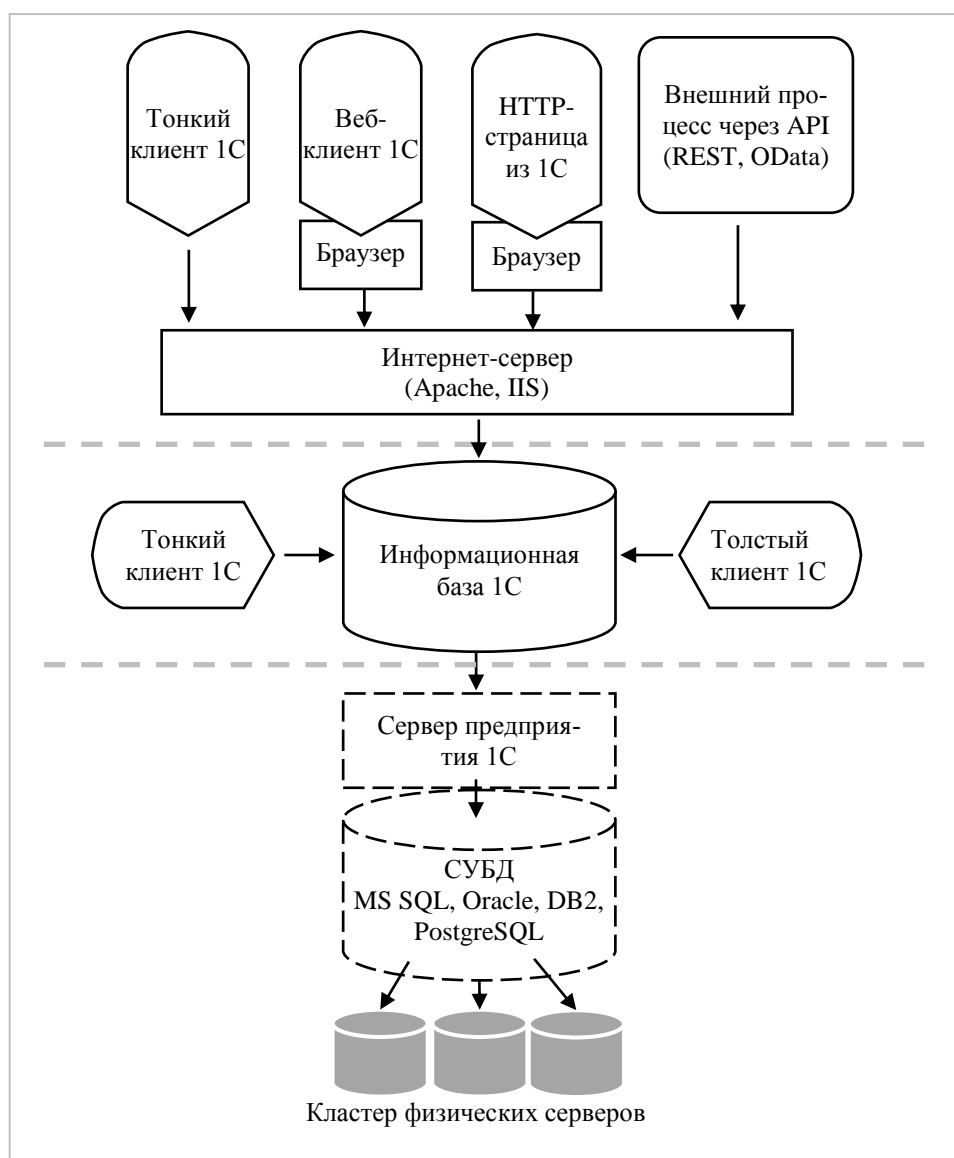 Тонкий
клиент 1С
Веб-
клиент 1С
Браузер
HTTP-
страница
из 1С
Браузер
Внешний про-
цесс через API
(REST, OData)
Интернет-сервер
(Apache, IIS)
Тонкий
клиент 1С
Информационная
база 1С
Толстый
клиент 1С
Сервер предприя-
тия 1С
СУБД
MS SQL, Oracle, DB2,
PostgreSQL
Кластер физических серверов